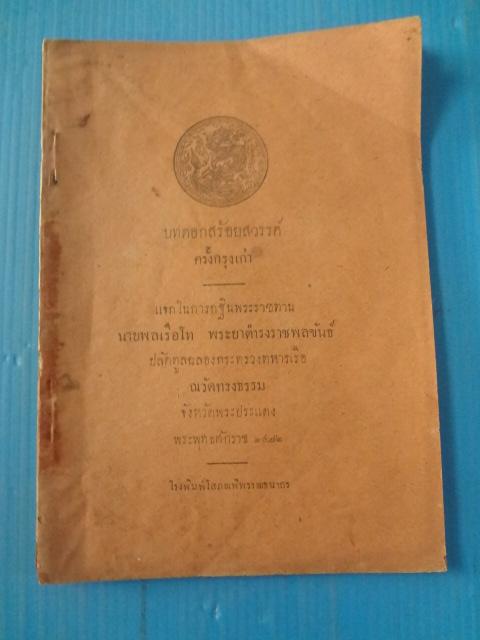 บทดอกสร้อยสวรรค์
ครั้งกรุงเก่า
แจกในการกฐินพระราชทาน
นายพลเรือโท พระยาดำรงราชพลขันธ์
ปลัดทูลฉลองกระทรวงทหารเรือ
ณวัดทรงธรรม
จังหวัดพระประแดง
พระพุทธศักราช ๒๔๗๒
โรงพิมพ์โสภณพิพรรฒธนากร